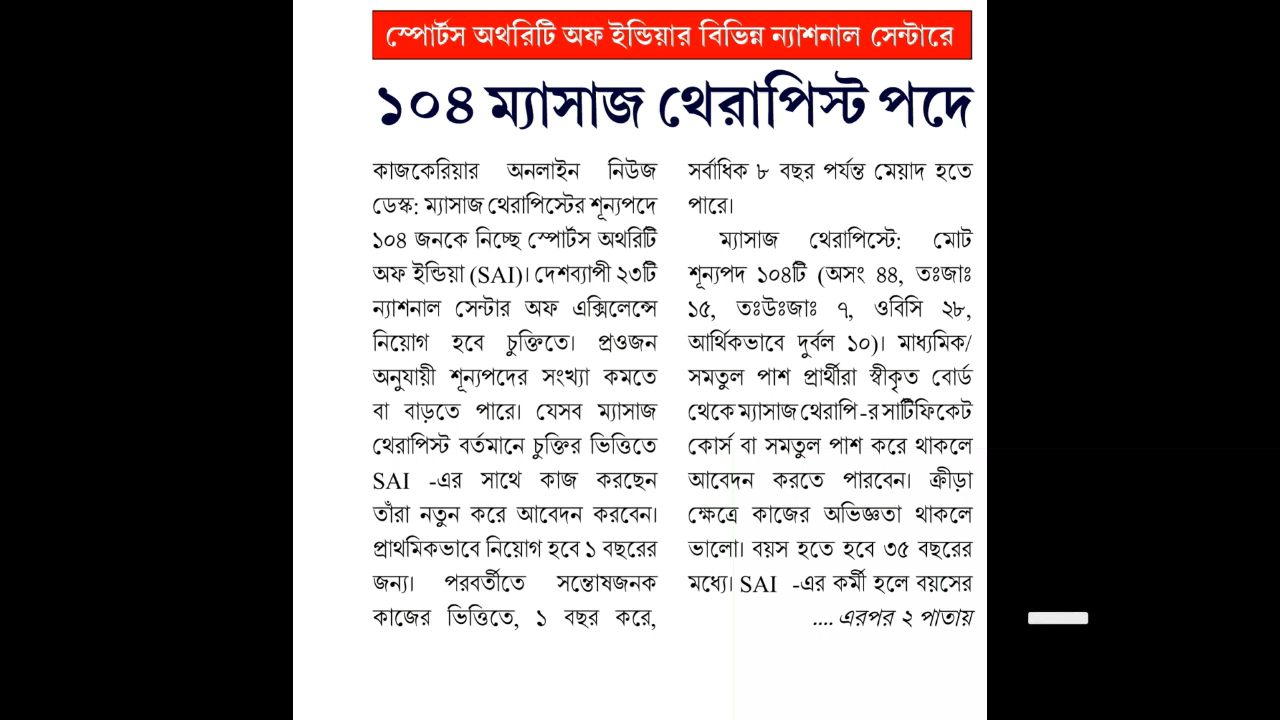 স্পোর্টস অথরিটি অফ ইন্ডিয়ার বিভিন্ন ন্যাশনাল সেন্টারে
১০৪ ম্যাসাজ থেরাপিস্ট পদে
কাজকেরিয়ার অনলাইন নিউজ
ডেস্ক: ম্যাসাজ থেরাপিস্টের শূন্যপদে
১০৪ জনকে নিচ্ছে স্পোর্টস অথরিটি
অফ ইন্ডিয়া (SAI)। দেশব্যাপী ২৩টি
ন্যাশনাল সেন্টার অফ এক্সিলেন্সে
নিয়োগ হবে চুক্তিতে। প্রওজন
অনুযায়ী শূন্যপদের সংখ্যা কমতে
বা বাড়তে পারে। যেসব ম্যাসাজ
থেরাপিস্ট বর্তমানে চুক্তির ভিত্তিতে
SAI -এর সাথে কাজ করছেন
তাঁরা নতুন করে আবেদন করবেন।
প্রাথমিকভাবে নিয়োগ হবে ১ বছরের
জন্য। পরবর্তীতে সন্তোষজনক
কাজের ভিত্তিতে, ১ বছর করে,
সর্বাধিক ৮ বছর পর্যন্ত মেয়াদ হতে
পারে।
ম্যাসাজ থেরাপিস্টে: মোট
শূন্যপদ ১০৪টি (অসং ৪৪, তঃজাঃ
১৫, তঃউঃজাঃ ৭, ওবিসি ২৮,
আর্থিকভাবে দুর্বল ১০)। মাধ্যমিক/
সমতুল পাশ প্রার্থীরা স্বীকৃত বোর্ড
থেকে ম্যাসাজ থেরাপি -র সার্টিফিকেট
কোর্স বা সমতুল পাশ করে থাকলে
আবেদন করতে পারবেন। ক্রীড়া
ক্ষেত্রে কাজের অভিজ্ঞতা থাকলে
ভালো। বয়স হতে হবে ৩৫ বছরের
মধ্যে। SAI -এর কর্মী হলে বয়সের
.... এরপর ২ পাতায়